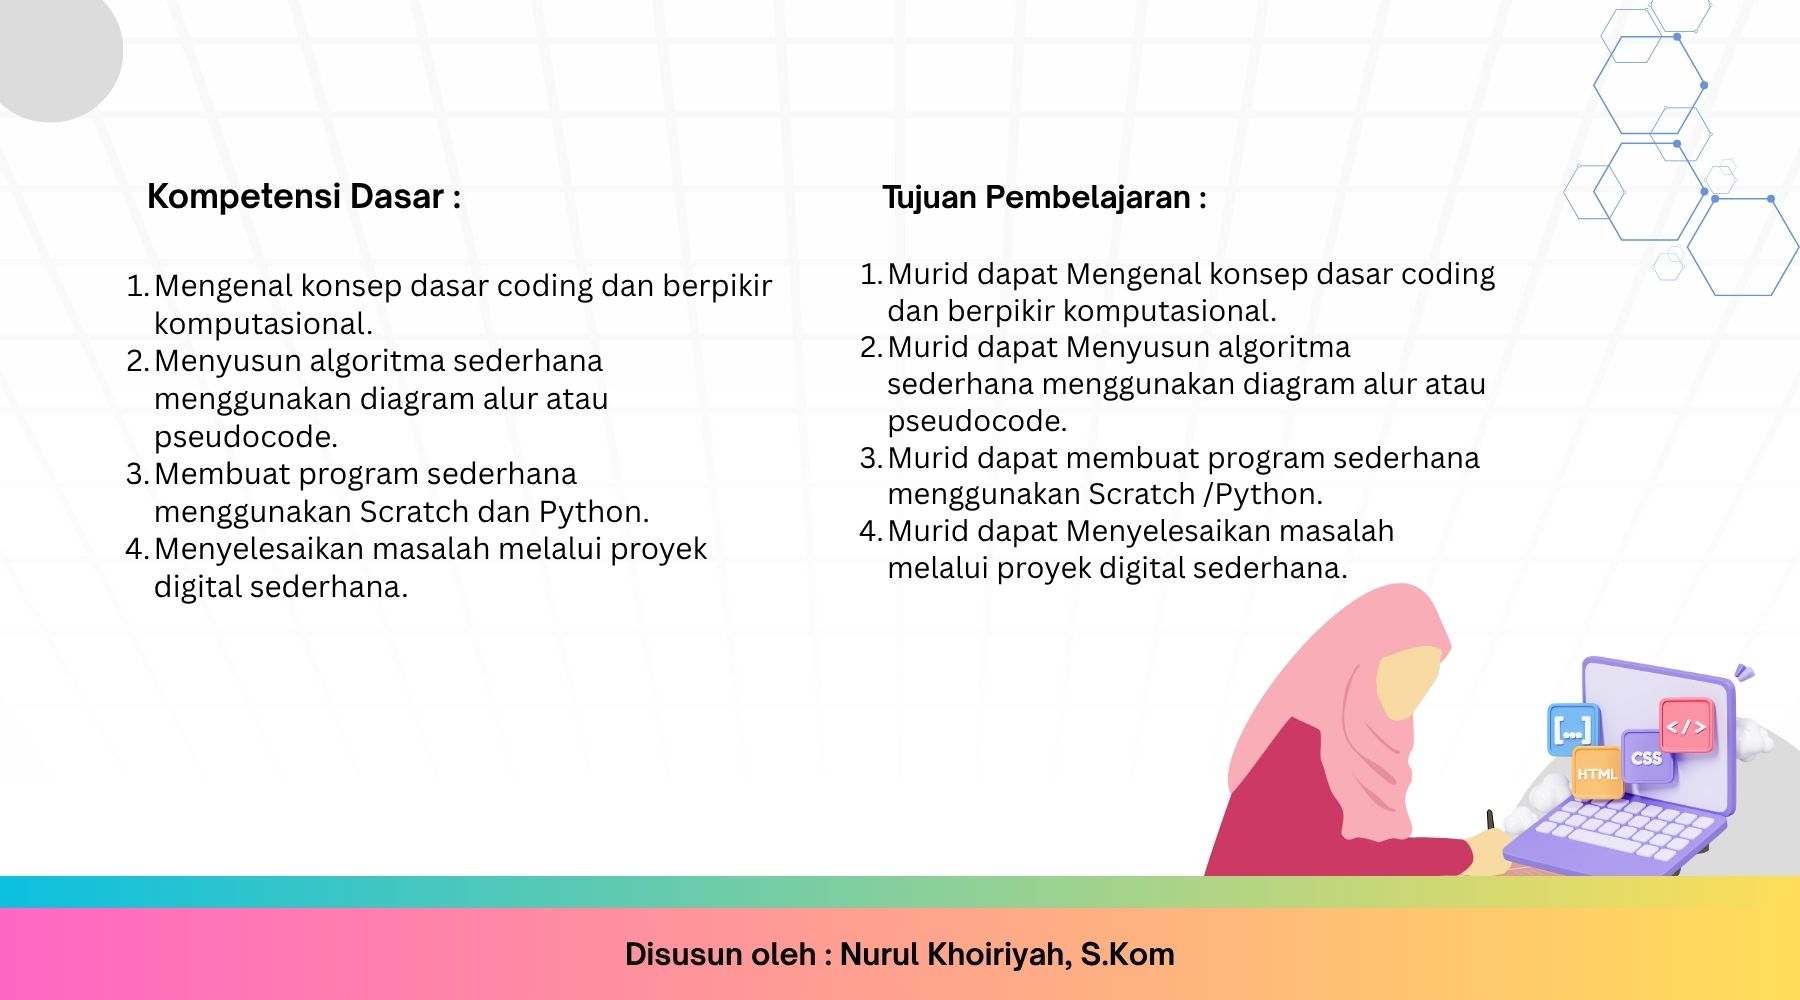 Kompetensi Dasar :
1. Mengenal konsep dasar coding dan berpikir
komputasional.
2. Menyusun algoritma sederhana
menggunakan diagram alur atau
pseudocode.
3. Membuat program sederhana
menggunakan Scratch dan Python.
4. Menyelesaikan masalah melalui proyek
digital sederhana.
Tujuan Pembelajaran :
1. Murid dapat Mengenal konsep dasar coding
dan berpikir komputasional.
2. Murid dapat Menyusun algoritma
sederhana menggunakan diagram alur atau
pseudocode.
3. Murid dapat membuat program sederhana
menggunakan Scratch /Python.
4. Murid dapat Menyelesaikan masalah
melalui proyek digital sederhana.
[...]
</>
CSS
HTML
Disusun oleh : Nurul Khoiriyah, S.Kom